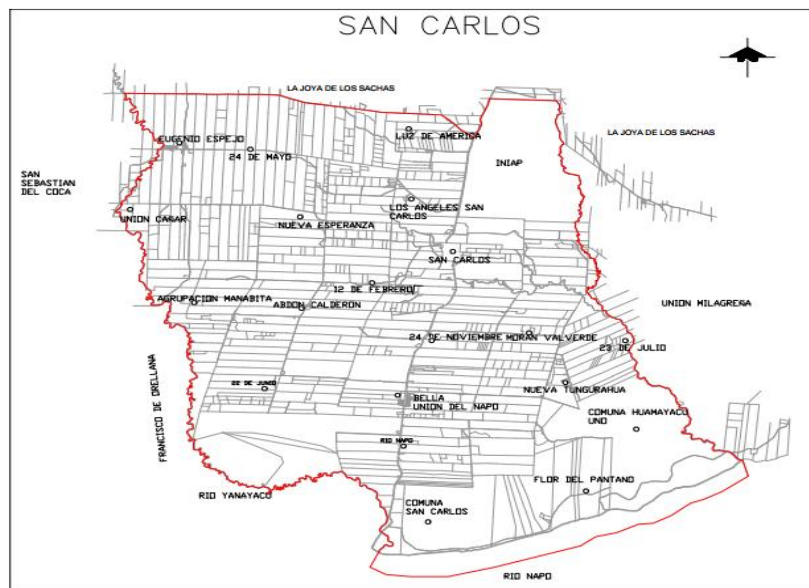 SAN CARLOS
LA JOYA DE LOS SACHAS
LUZ DE AMERICA
LA JOYA DE LOS SACHAS
EUGENIO ESPEJO
24 DE MAYO
INIAP
SAN
SEBASTIAN
DEL COCA
LOS ANGELES SAN
CARLOS
UNION CAÑAR
NUEVA ESPERANZA
SAN CARLOS
12 DE FEBRERO
AGRUPACION MANABITA
ABDON CALDERON
UNION MILAGREÑA
24 DE NOVIEMBRE
MORAN VALVERDE
23 DE JULIO
FRANCISCO DE ORELLANA
22 DE JUNIO
NUEVA TUNGURAHUA
BELLA
UNION DEL NAPO
COMUNA HUAMAYACO
UNO
RIO NAPO
FLOR DEL PANTANO
RIO YANAYACO
COMUNA
SAN CARLOS
RIO NAPO